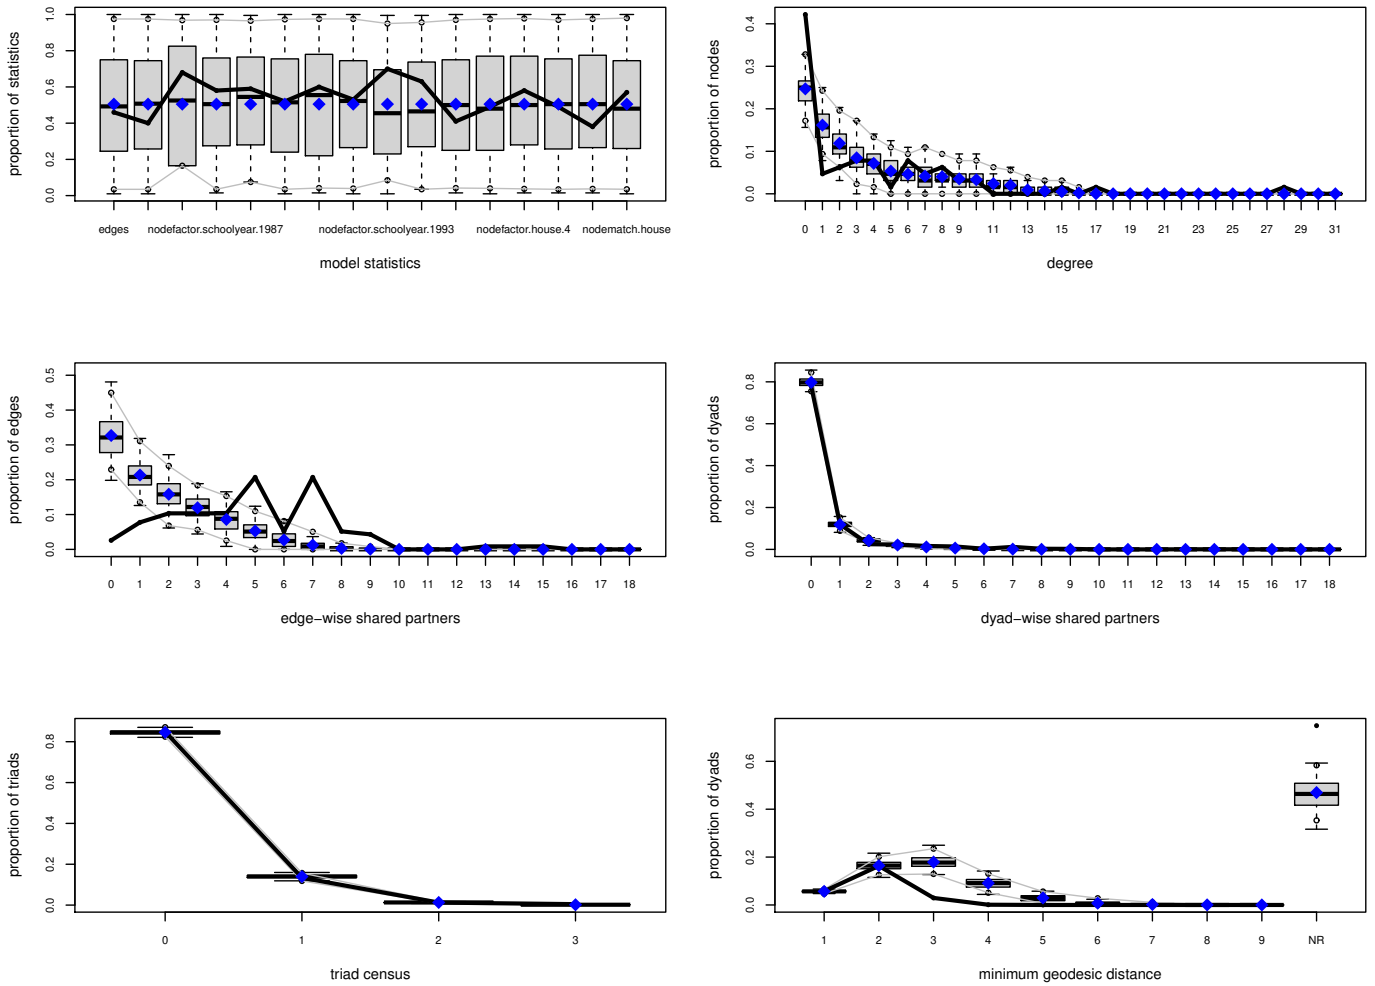 proportion of statistics
0.0 0.2 0.4 0.6 0.8 1.0
edges nodefactor.schoolyear.1987 nodefactor.schoolyear.1993 nodefactor.house.4 nodematch.house
model statistics
proportion of nodes
0.0 0.1 0.2 0.3 0.4
0 1 2 3 4 5 6 7 8 9 11 13 15 17 19 21 23 25 27 29 31
degree
proportion of edges
0.0 0.1 0.2 0.3 0.4 0.5
0 1 2 3 4 5 6 7 8 9 10 11 12 13 14 15 16 17 18
edge−wise shared partners
proportion of dyads
0.0 0.2 0.4 0.6 0.8
0 1 2 3 4 5 6 7 8 9 10 11 12 13 14 15 16 17 18
dyad−wise shared partners
proportion of triads
0.0 0.2 0.4 0.6 0.8
0 1 2 3
triad census
proportion of dyads
0.0 0.2 0.4 0.6
1 2 3 4 5 6 7 8 9 NR
minimum geodesic distance